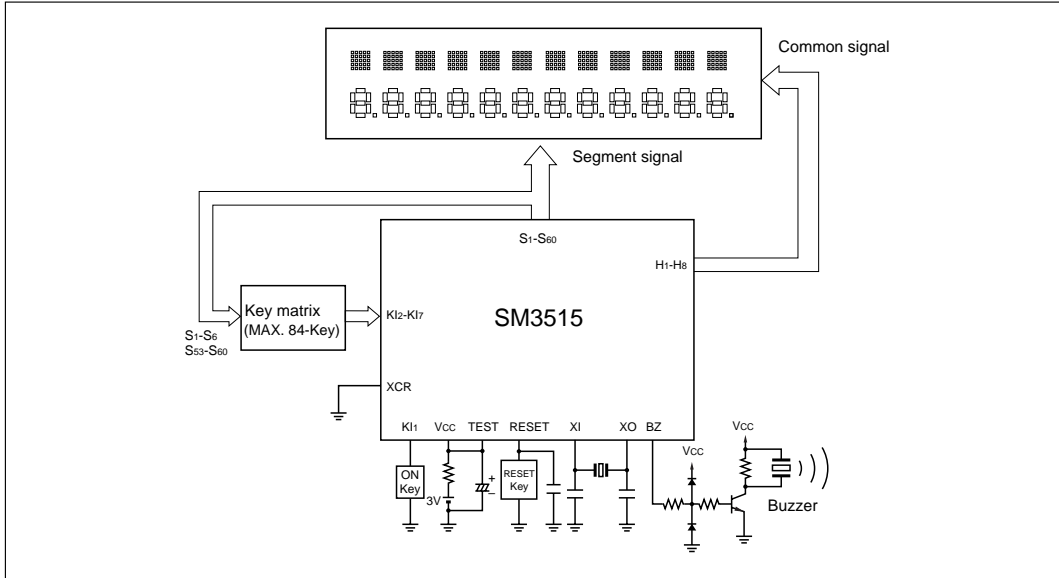 Common signal
Segment signal
S1-S60
H1-H8
Key matrix
(MAX. 84-Key)
KI2-KI7
SM3515
S1-S6
S53-S60
XCR
KI1
VCC
TEST
RESET
XI
XO
BZ
VCC
VCC
ON
Key
3V
+
–
RESET
Key
Buzzer